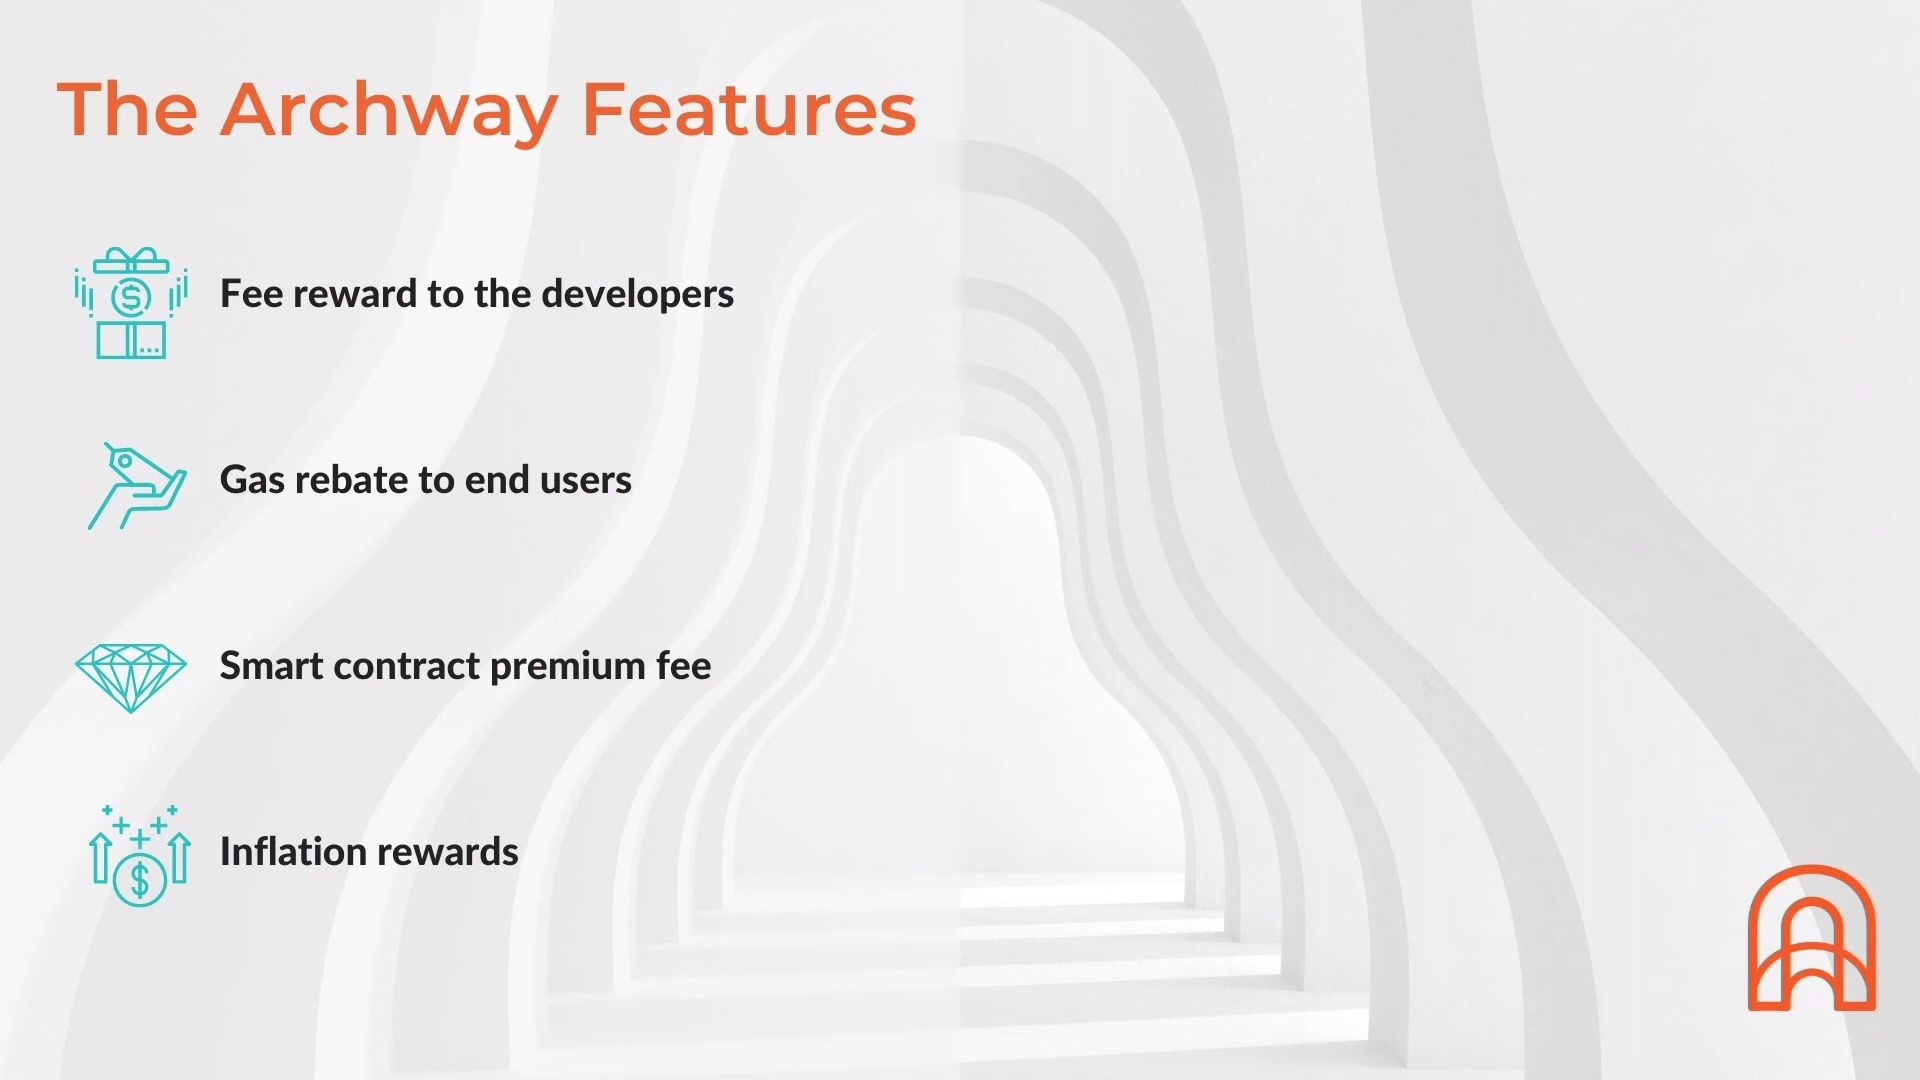 The Archway Features
Fee reward to the developers
Gas rebate to end users
Smart contract premium fee
Inflation rewards